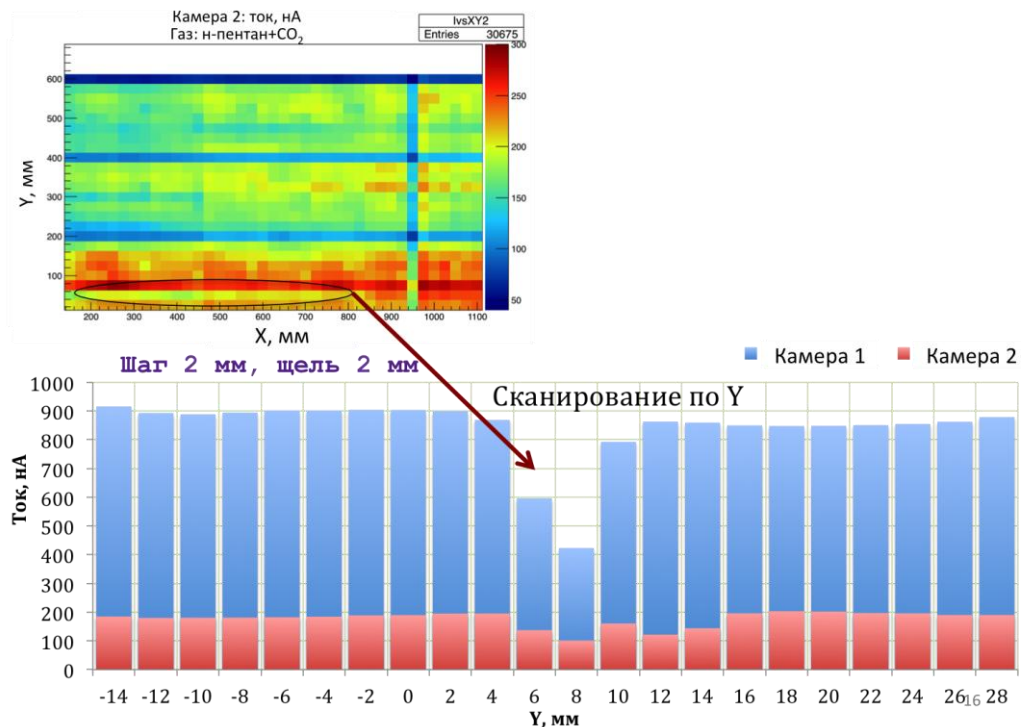 Камера 2: ток, нА
Газ: н-пентан+CO₂
IvsXY2
Entries 30675
Y, мм
600
500
400
300
200
100
200 300 400 500 600 700 800 900 1000 1100
X, мм
300
250
200
150
100
50
Шаг 2 мм, щель 2 мм
Камера 1 Камера 2
Сканирование по Y
Ток, нА
1000
900
800
700
600
500
400
300
200
100
0
-14 -12 -10 -8 -6 -4 -2 0 2 4 6 8 10 12 14 16 18 20 22 24 26 28
16
Y, мм